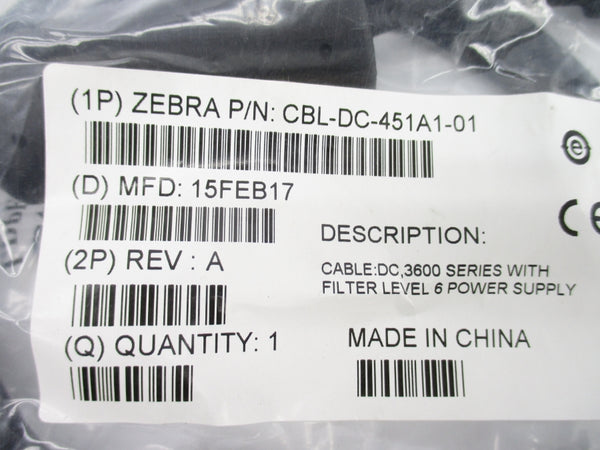 (1P) ZEBRA P/N: CBL-DC-451A1-01
(D) MFD: 15FEB17
(2P) REV : A
(Q) QUANTITY: 1
DESCRIPTION:
CABLE:DC,3600 SERIES WITH
FILTER LEVEL 6 POWER SUPPLY
MADE IN CHINA
e
CE